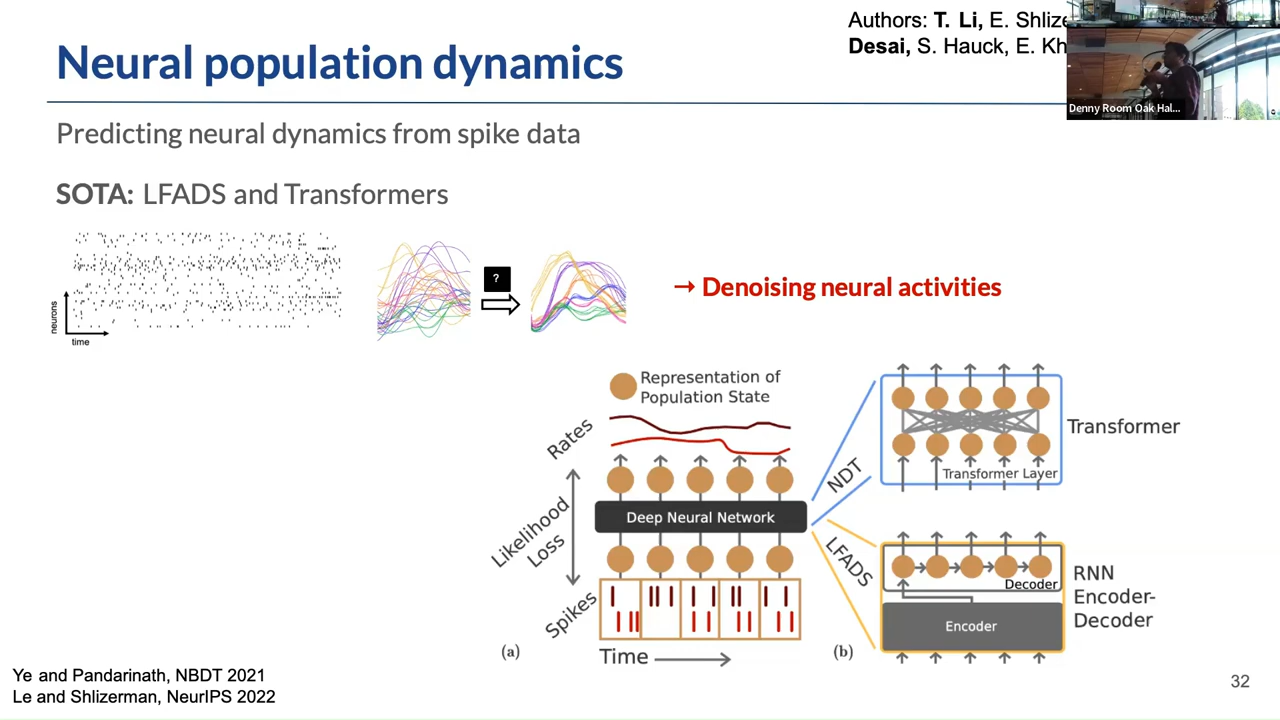 Authors: T. Li, E. Shlize
Desai, S. Hauck, E. Kh
Denny Room Oak Hal...
Neural population dynamics
Predicting neural dynamics from spike data
SOTA: LFADS and Transformers
neurons
time
?
→ Denoising neural activities
Representation of
Population State
Rates
Likelihood
Loss
Deep Neural Network
Spikes
Time
(a)
NDT
Transformer
Transformer Layer
LFADS
Decoder
Encoder
RNN
Encoder-
Decoder
(b)
Ye and Pandarinath, NBDT 2021
Le and Shlizerman, NeurIPS 2022
32